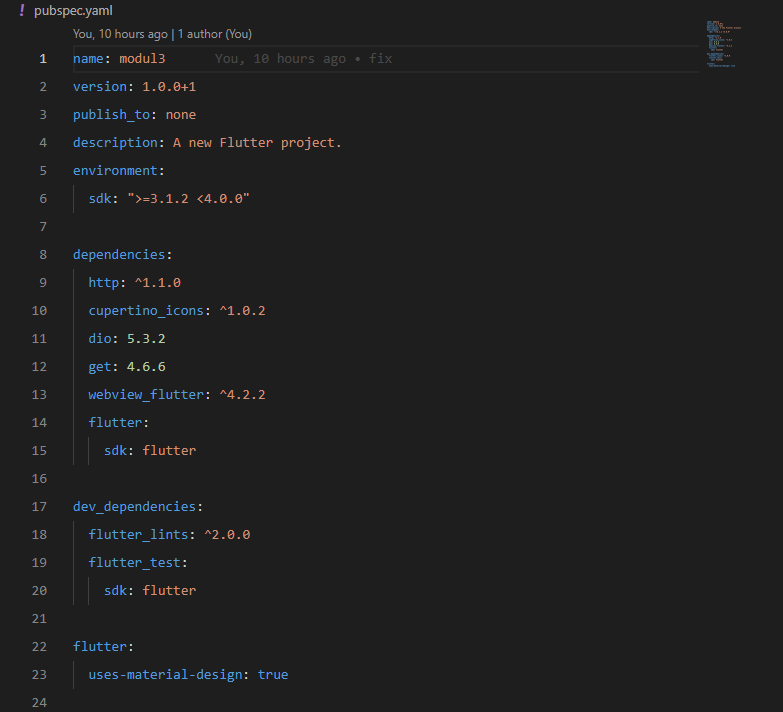 ! pubspec.yaml
You, 10 hours ago | 1 author (You)
1 name: modul3 You, 10 hours ago • fix
2 version: 1.0.0+1
3 publish_to: none
4 description: A new Flutter project.
5 environment:
6   sdk: ">=3.1.2 <4.0.0"
7
8 dependencies:
9   http: ^1.1.0
10   cupertino_icons: ^1.0.2
11   dio: 5.3.2
12   get: 4.6.6
13   webview_flutter: ^4.2.2
14   flutter:
15     sdk: flutter
16
17 dev_dependencies:
18   flutter_lints: ^2.0.0
19   flutter_test:
20     sdk: flutter
21
22 flutter:
23   uses-material-design: true
24